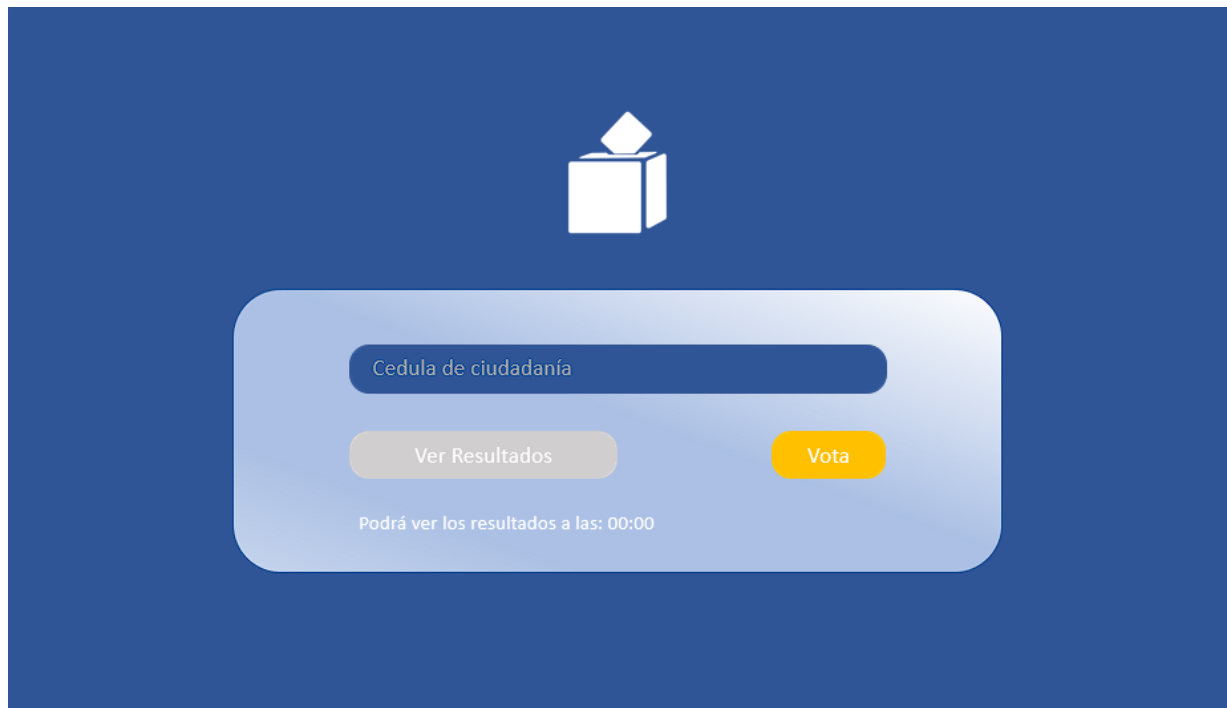 Cedula de ciudadanía
Ver Resultados
Vota
Podrá ver los resultados a las: 00:00